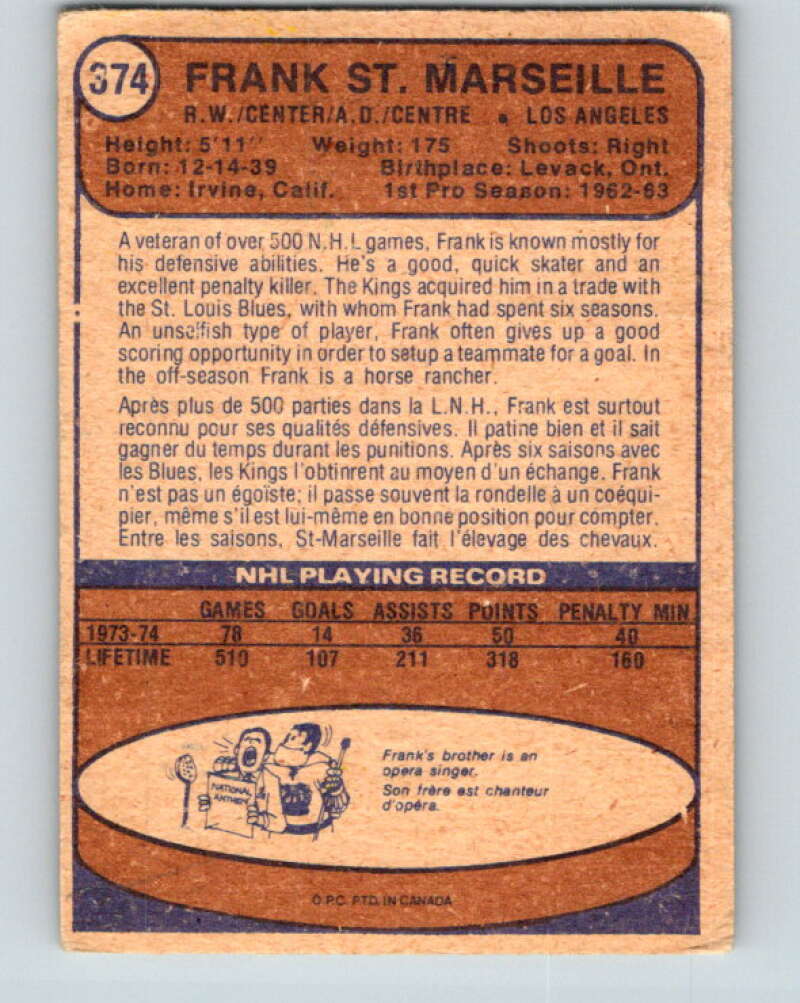 374
FRANK ST. MARSEILLE
R.W./CENTER/A.D./CENTRE • LOS ANGELES
Height: 5'11" Weight: 175 Shoots: Right
Born: 12-14-39 Birthplace: Levack, Ont.
Home: Irvine, Calif. 1st Pro Season: 1962-63
A veteran of over 500 N.H.L games, Frank is known mostly for
his defensive abilities. He's a good, quick skater and an
excellent penalty killer. The Kings acquired him in a trade with
the St. Louis Blues, with whom Frank had spent six seasons.
An unselfish type of player, Frank often gives up a good
scoring opportunity in order to setup a teammate for a goal. In
the off-season Frank is a horse rancher.
Après plus de 500 parties dans la L.N.H., Frank est surtout
reconnu pour ses qualités défensives. Il patine bien et il sait
gagner du temps durant les punitions. Après six saisons avec
les Blues, les Kings l'obtinrent au moyen d'un échange. Frank
n'est pas un égoïste; il passe souvent la rondelle à un coéqui-
pier, même s'il est lui-même en bonne position pour compter.
Entre les saisons, St-Marseille fait l'élevage des chevaux.
NHL PLAYING RECORD
GAMES GOALS ASSISTS POINTS PENALTY MIN
1973-74 78 14 36 50 40
LIFETIME 510 107 211 318 160
NATIONAL
ANTHEM
Frank's brother is an
opera singer.
Son frère est chanteur
d'opéra.
O.P.C. PTD. IN CANADA